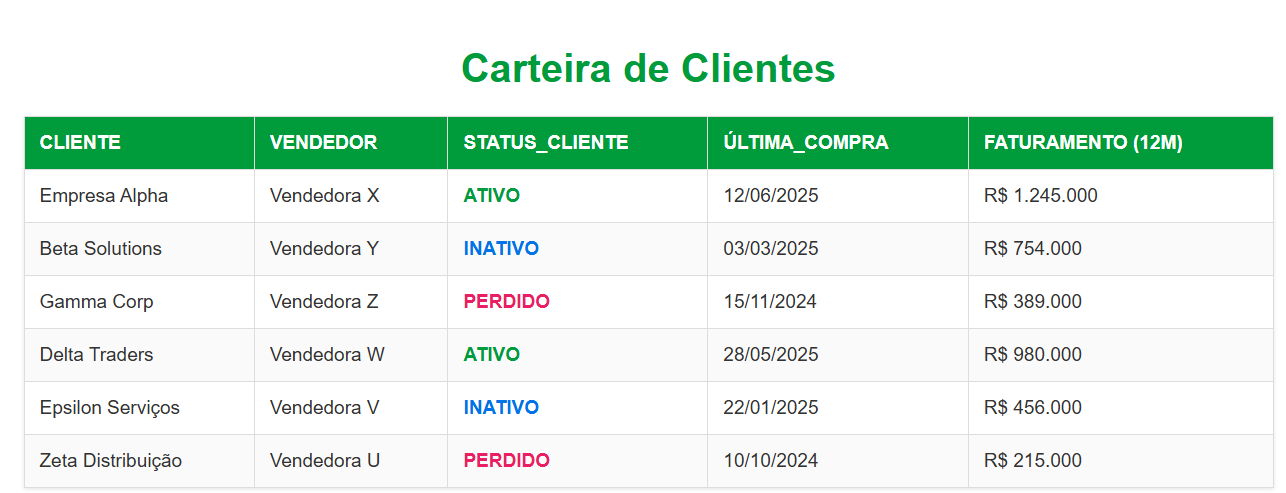 Carteira de Clientes
CLIENTE VENDEDOR STATUS_CLIENTE ÚLTIMA_COMPRA FATURAMENTO (12M)
Empresa Alpha Vendedora X ATIVO 12/06/2025 R$ 1.245.000
Beta Solutions Vendedora Y INATIVO 03/03/2025 R$ 754.000
Gamma Corp Vendedora Z PERDIDO 15/11/2024 R$ 389.000
Delta Traders Vendedora W ATIVO 28/05/2025 R$ 980.000
Epsilon Serviços Vendedora V INATIVO 22/01/2025 R$ 456.000
Zeta Distribuição Vendedora U PERDIDO 10/10/2024 R$ 215.000